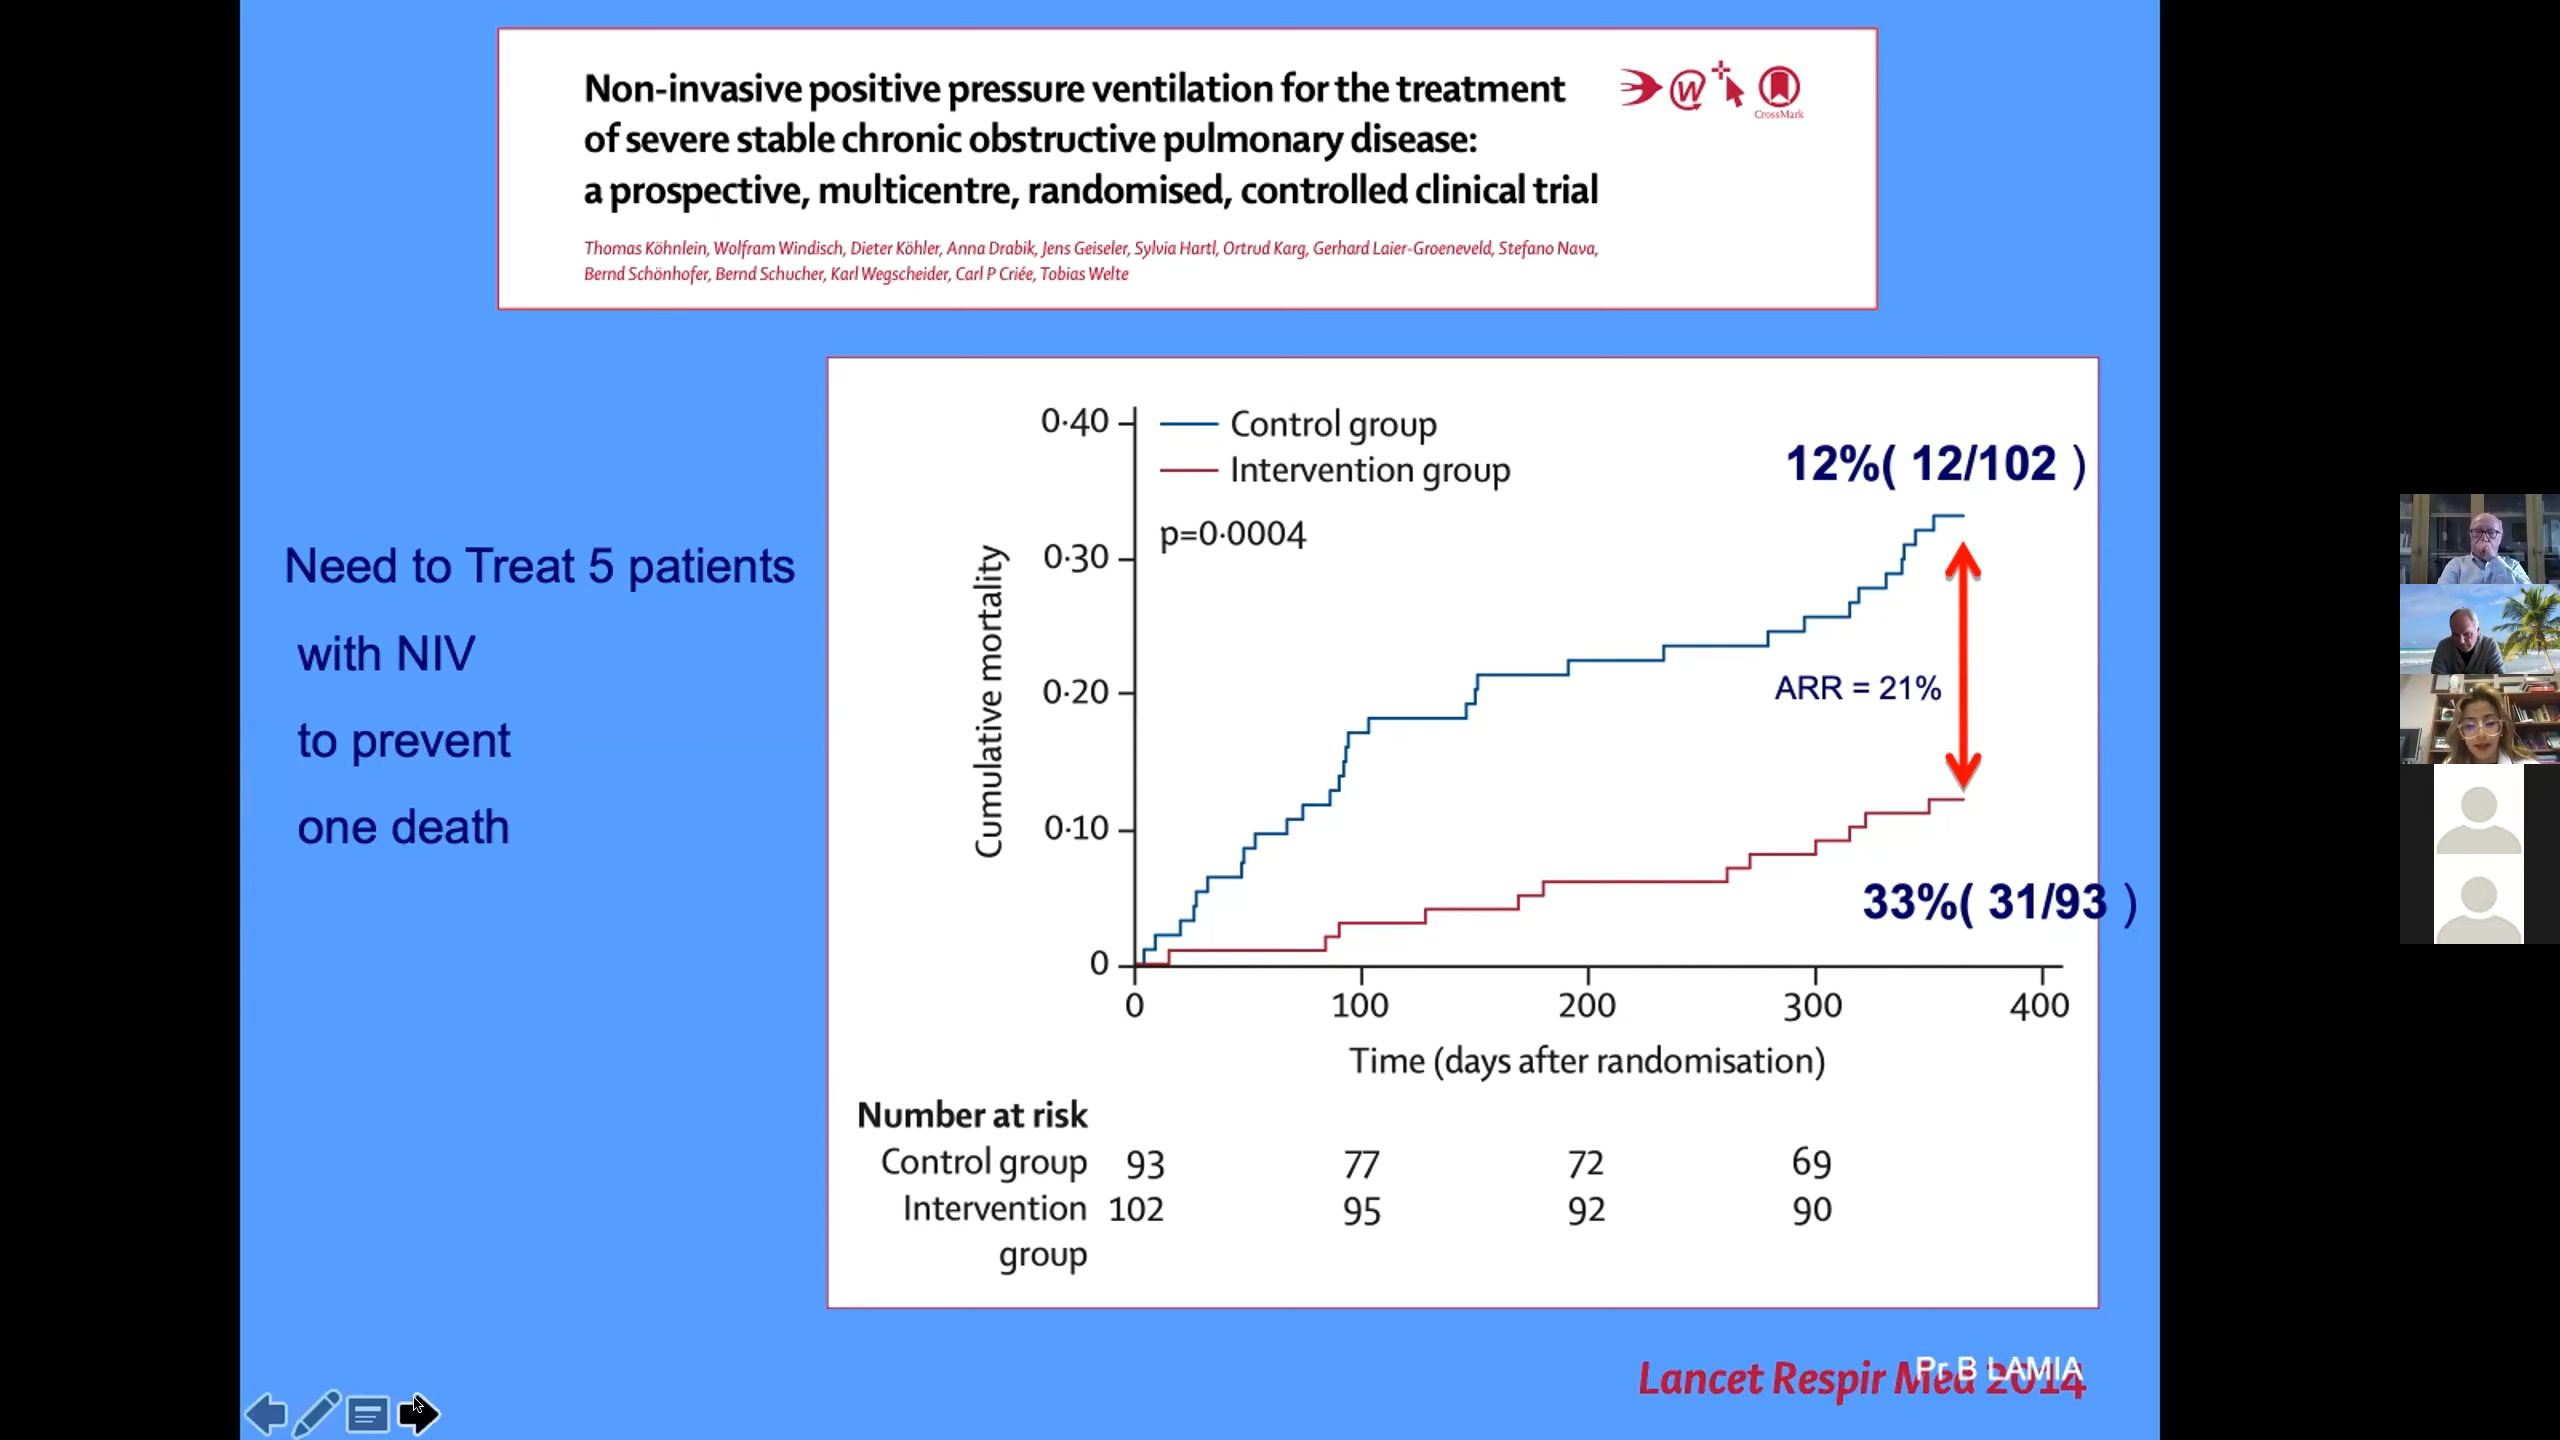 Non-invasive positive pressure ventilation for the treatment
of severe stable chronic obstructive pulmonary disease:
a prospective, multicentre, randomised, controlled clinical trial
W
CrossMark
Thomas Köhnlein, Wolfram Windisch, Dieter Köhler, Anna Drabik, Jens Geiseler, Sylvia Hartl, Ortrud Karg, Gerhard Laier-Groeneveld, Stefano Nava,
Bernd Schönhofer, Bernd Schucher, Karl Wegscheider, Carl P Criée, Tobias Welte
Need to Treat 5 patients
with NIV
to prevent
one death
Control group
Intervention group
p=0·0004
12%( 12/102 )
ARR = 21%
33%( 31/93 )
Cumulative mortality
0·40
0·30
0·20
0·10
0
0 100 200 300 400
Time (days after randomisation)
Number at risk
Control group 93 77 72 69
Intervention 102 95 92 90
group
Lancet Respir Med 2014
Pr B LAMIA